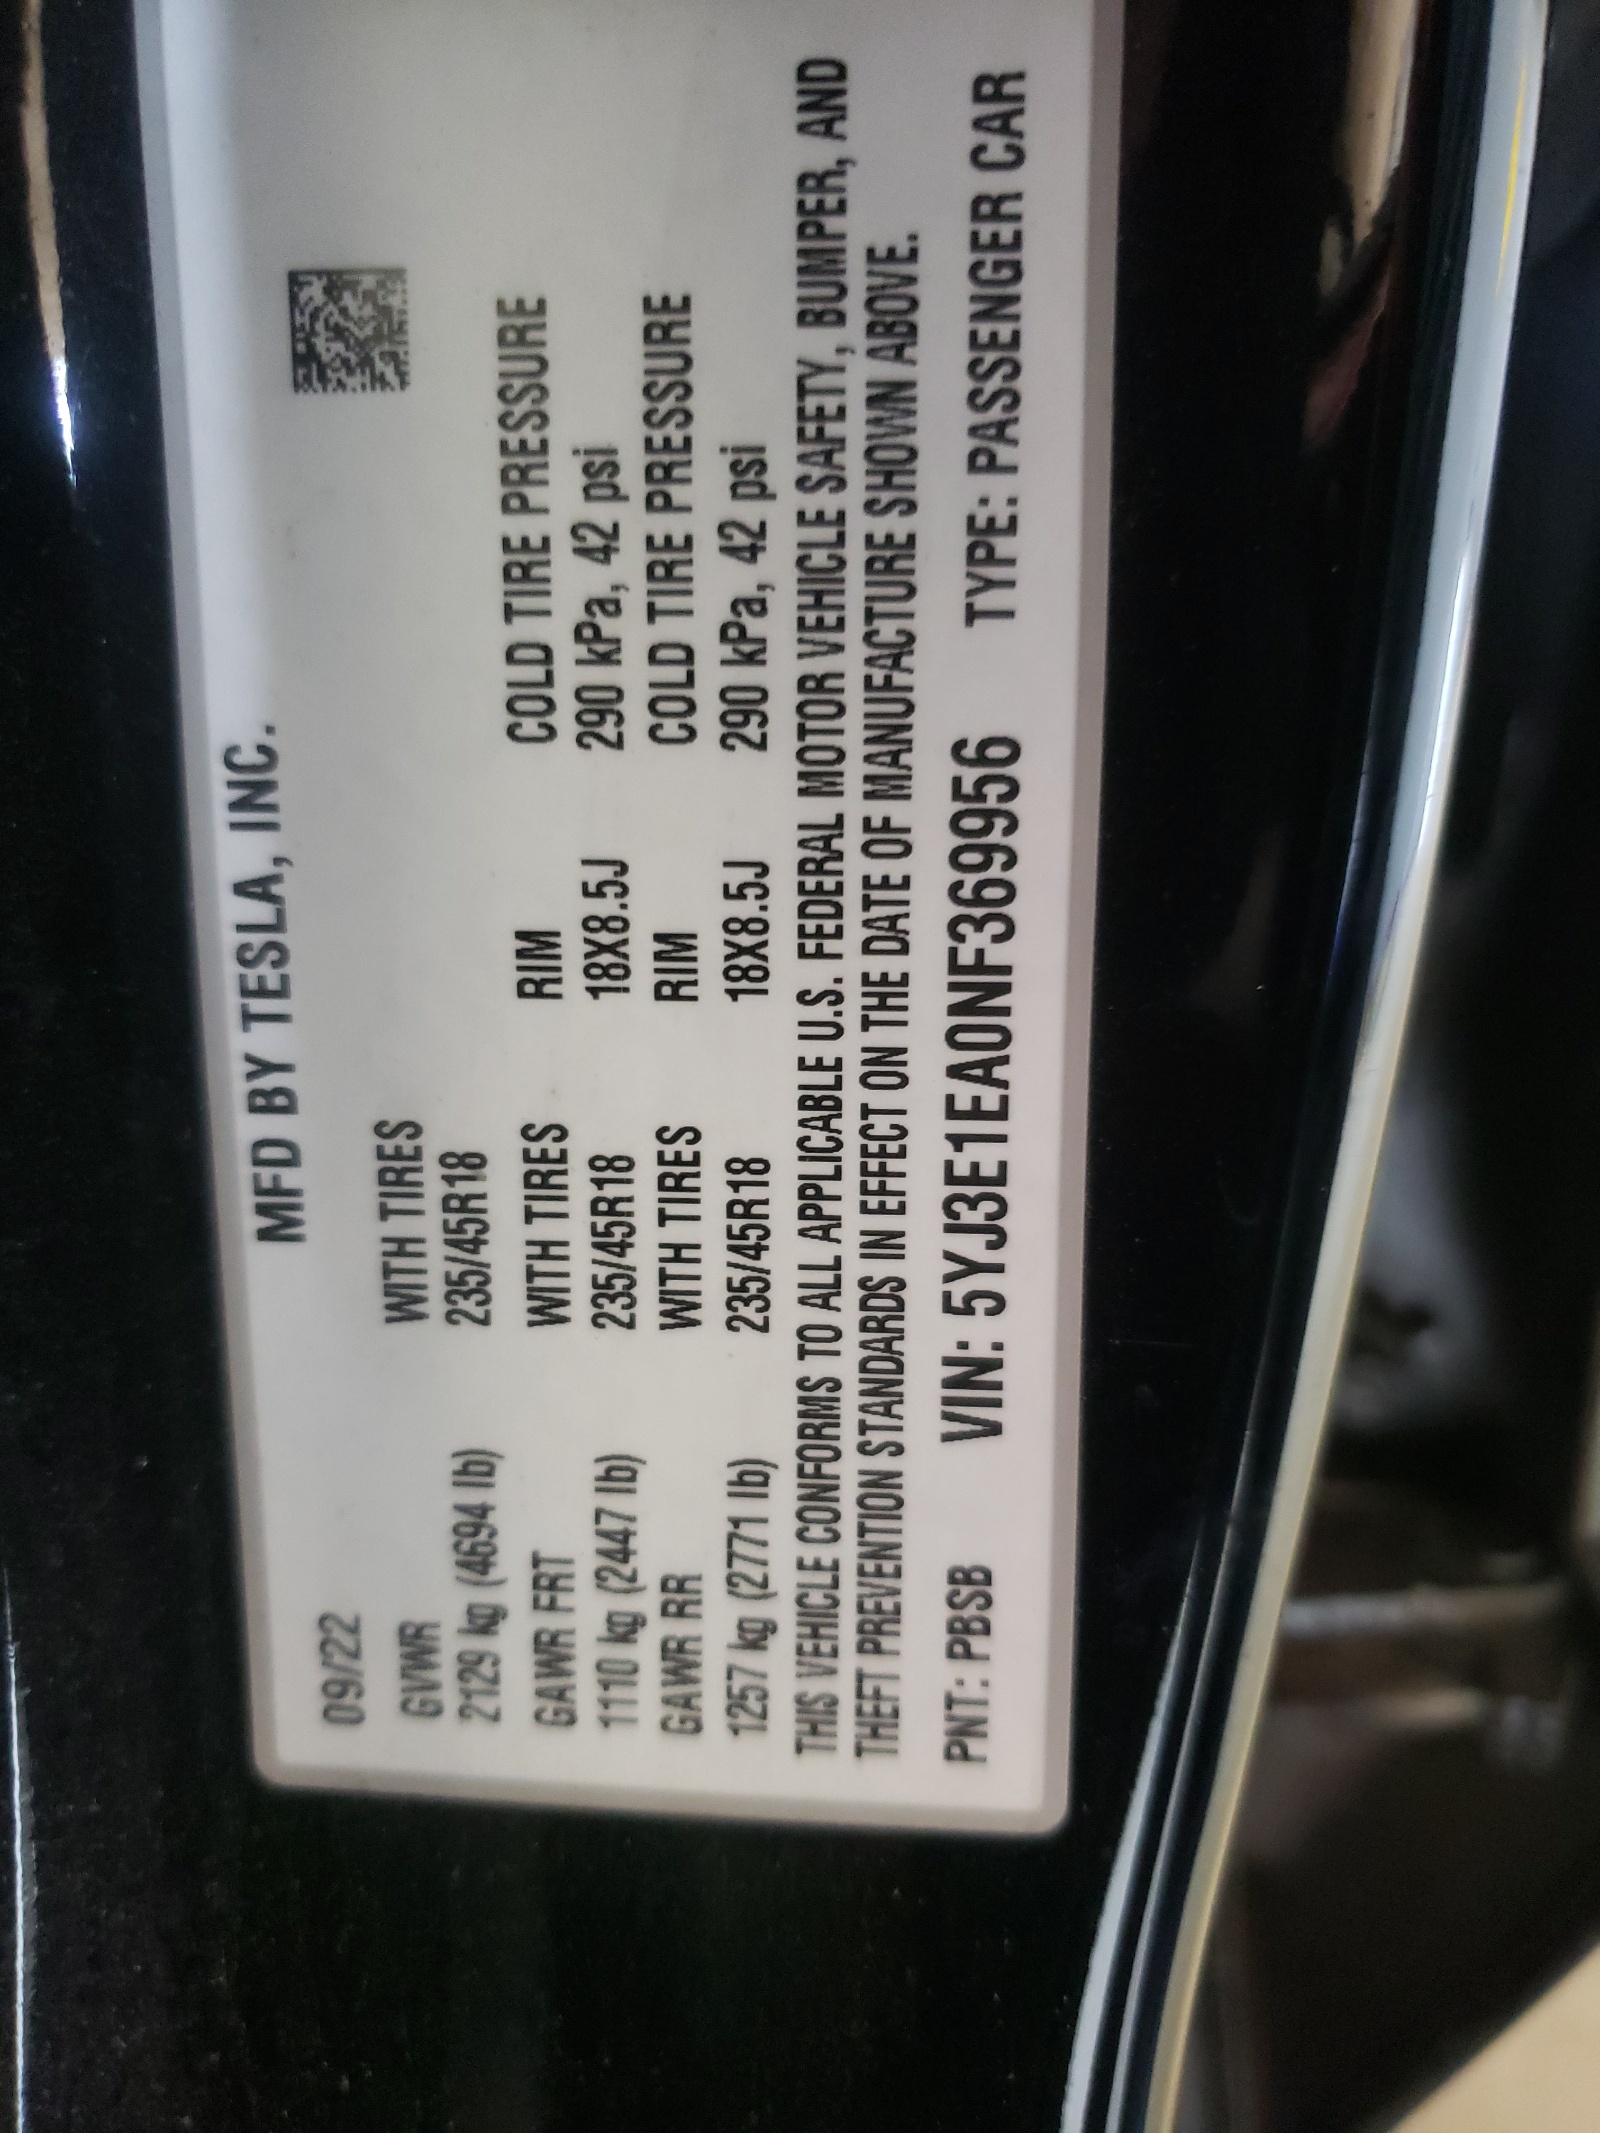 MFD BY TESLA, INC.
09/22
GVWR WITH TIRES
2129 kg (4694 lb) 235/45R18
GAWR FRT WITH TIRES RIM COLD TIRE PRESSURE
1110 kg (2447 lb) 235/45R18 18X8.5J 290 kPa, 42 psi
GAWR RR WITH TIRES RIM COLD TIRE PRESSURE
1257 kg (2771 lb) 235/45R18 18X8.5J 290 kPa, 42 psi
THIS VEHICLE CONFORMS TO ALL APPLICABLE U.S. FEDERAL MOTOR VEHICLE SAFETY, BUMPER, AND
THEFT PREVENTION STANDARDS IN EFFECT ON THE DATE OF MANUFACTURE SHOWN ABOVE.
PNT: PBSB VIN: 5YJ3E1EA0NF369956 TYPE: PASSENGER CAR